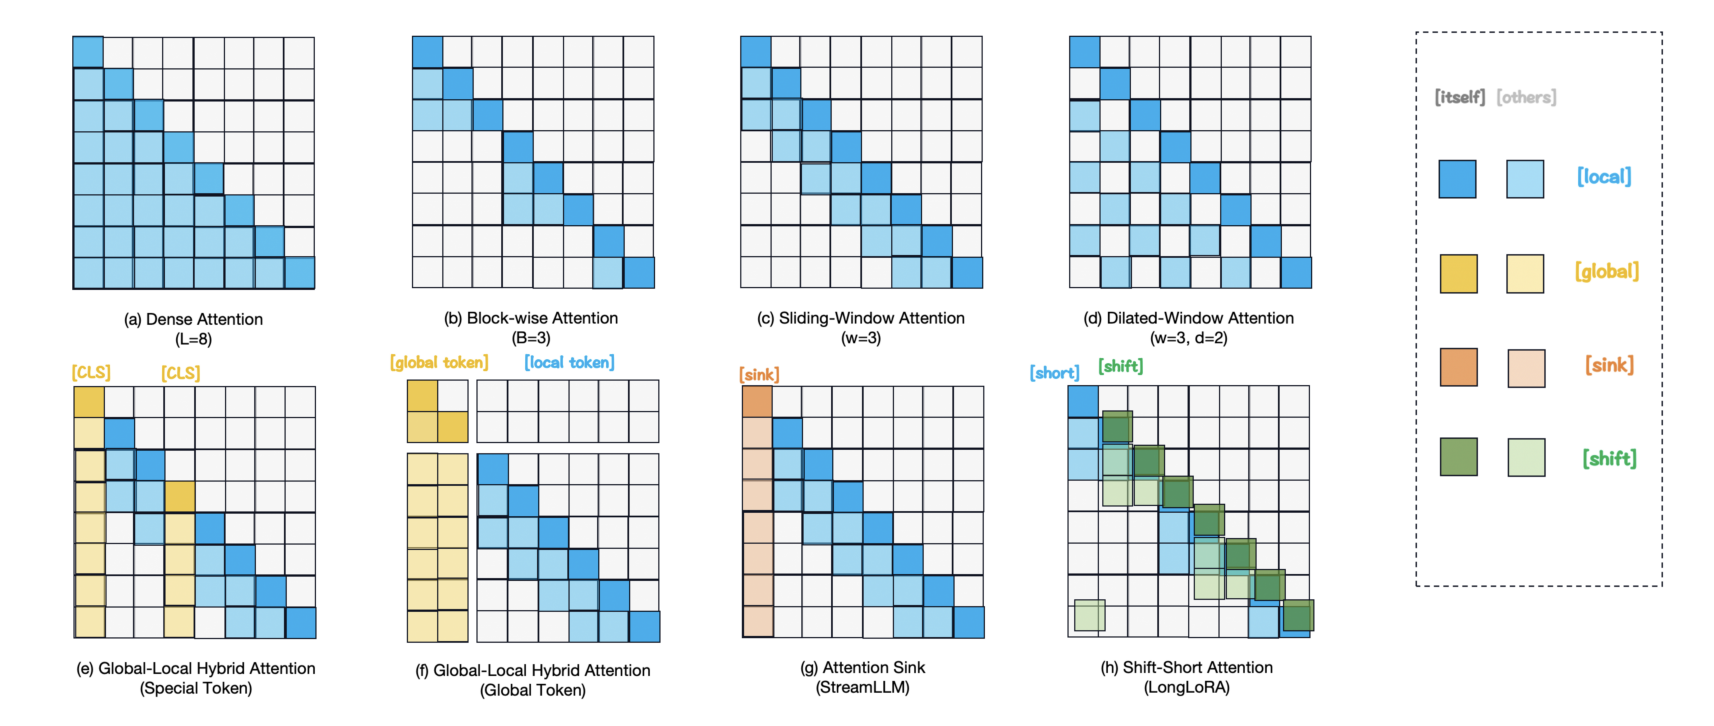 (a) Dense Attention
(L=8)
(b) Block-wise Attention
(B=3)
(c) Sliding-Window Attention
(w=3)
(d) Dilated-Window Attention
(w=3, d=2)
[CLS]
[CLS]
(e) Global-Local Hybrid Attention
(Special Token)
[global token]
[local token]
(f) Global-Local Hybrid Attention
(Global Token)
[sink]
(g) Attention Sink
(StreamLLM)
[short]
[shift]
(h) Shift-Short Attention
(LongLoRA)
[itself] [others]
[local]
[global]
[sink]
[shift]